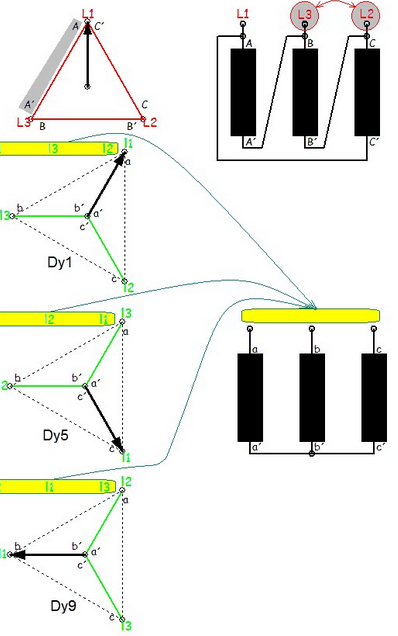 L1
A C´
A´
C
L3 B B´ L2
L1 L3 L2
A B C
A´ B´ C´
l3 l2 l1
a
l3 b b´ a´
c´
Dy1
c l2
l2 l1 l3
a
l2 b b´ a´
c´
Dy5
c l1
a b c
a´ b´ c´
l1 l3 l2
a
l1 b b´ a´
c´
Dy9
c l3